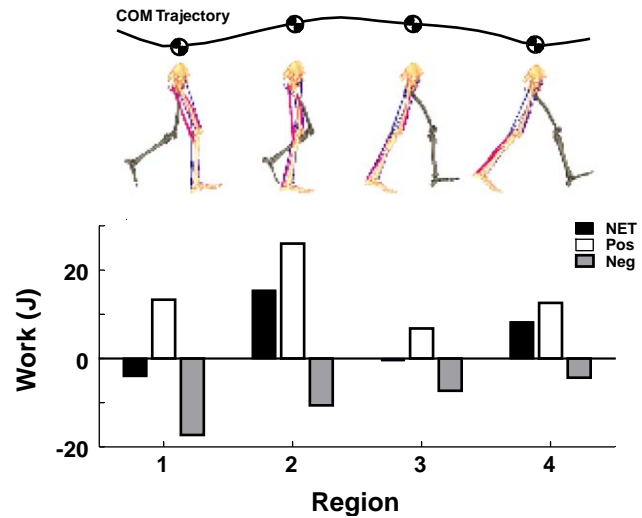 COM Trajectory
NET
Pos
Neg
Work (J)
20
0
-20
1 2 3 4
Region